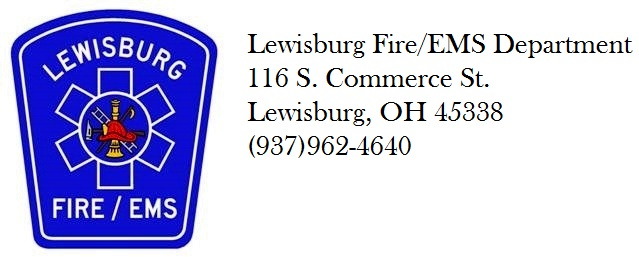 LEWISBURG
FIRE / EMS
Lewisburg Fire/EMS Department
116 S. Commerce St.
Lewisburg, OH 45338
(937)962-4640